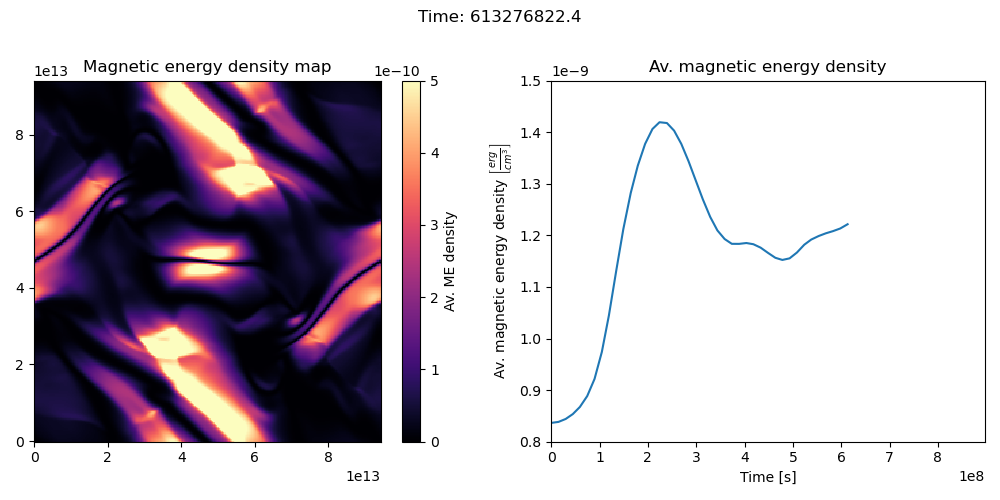 Time: 613276822.4
1e13 Magnetic energy density map 1e−10
8
6
4
2
0
0 2 4 6 8
1e13
5
4
3
2
1
0
Av. ME density
1e−9 Av. magnetic energy density
1.5
1.4
1.3
1.2
1.1
1.0
0.9
0.8
Av. magnetic energy density [erg/cm³]
0 1 2 3 4 5 6 7 8
Time [s] 1e8